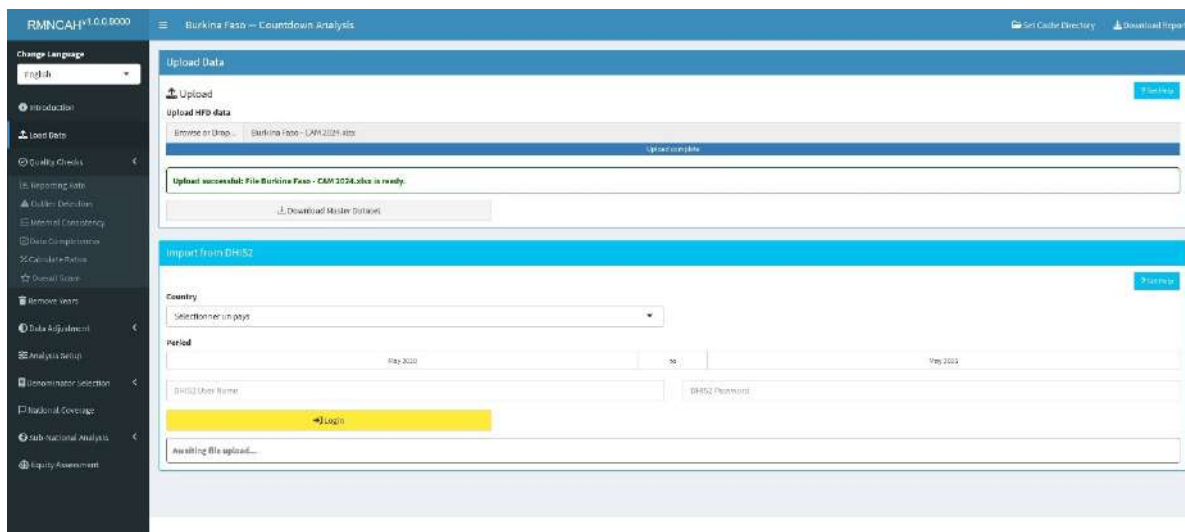 RMNCAH v1.0.0.9000
Burkina Faso — Countdown Analysis
Set Cache Directory
Download Report
Change Language
English
Introduction
Load Data
Quality Checks
Reporting Rate
Outlier Detection
Internal Consistency
Data Completeness
Calculate Ratios
Overall Score
Remove Years
Data Adjustment
Analysis Setup
Denominator Selection
National Coverage
Sub-National Analysis
Equity Assessment
Upload Data
Upload
Get Help
Upload HFD data
Browse or Drop...
Burkina Faso - CAM 2024.xlsx
Upload complete
Upload successful: File Burkina Faso - CAM 2024.xlsx is ready.
Download Master Dataset
Import from DHIS2
Get Help
Country
Sélectionner un pays
Period
May 2020
to
May 2025
DHIS2 User Name
DHIS2 Password
Login
Awaiting file upload...